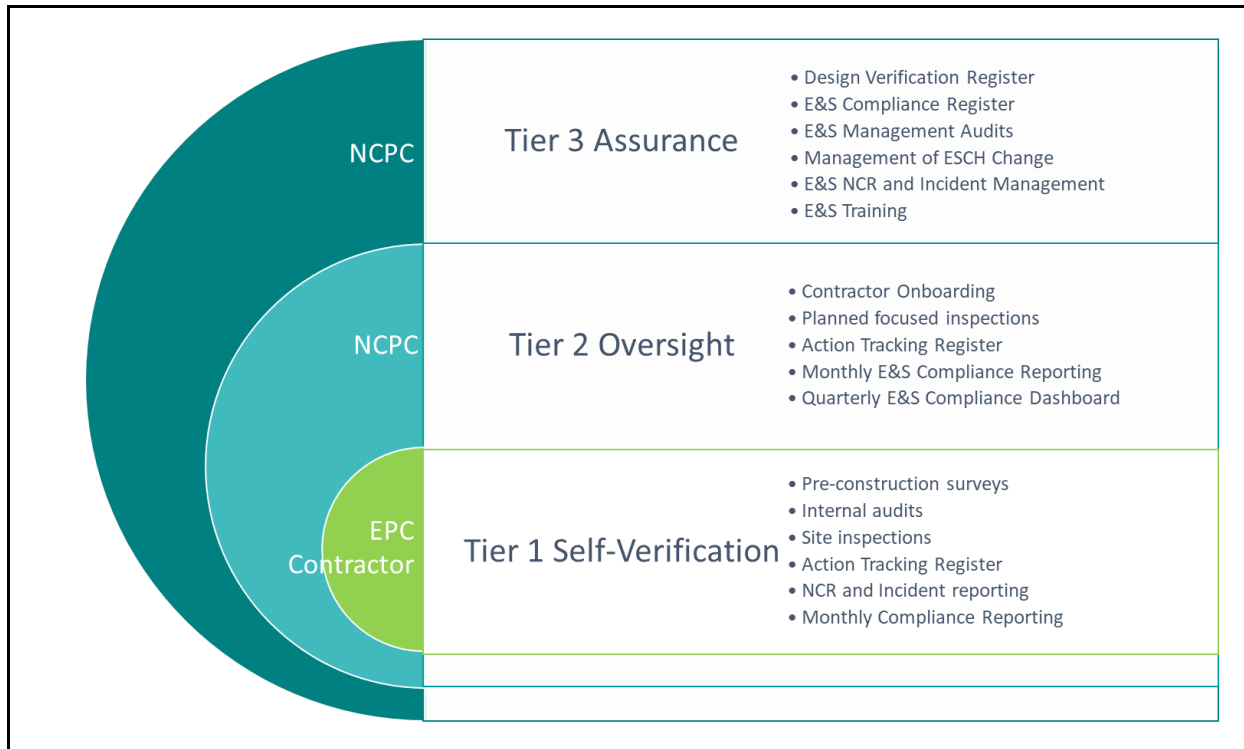 NCPC
Tier 3 Assurance
• Design Verification Register
• E&S Compliance Register
• E&S Management Audits
• Management of ESCH Change
• E&S NCR and Incident Management
• E&S Training
NCPC
Tier 2 Oversight
• Contractor Onboarding
• Planned focused inspections
• Action Tracking Register
• Monthly E&S Compliance Reporting
• Quarterly E&S Compliance Dashboard
EPC
Contractor
Tier 1 Self-Verification
• Pre-construction surveys
• Internal audits
• Site inspections
• Action Tracking Register
• NCR and Incident reporting
• Monthly Compliance Reporting